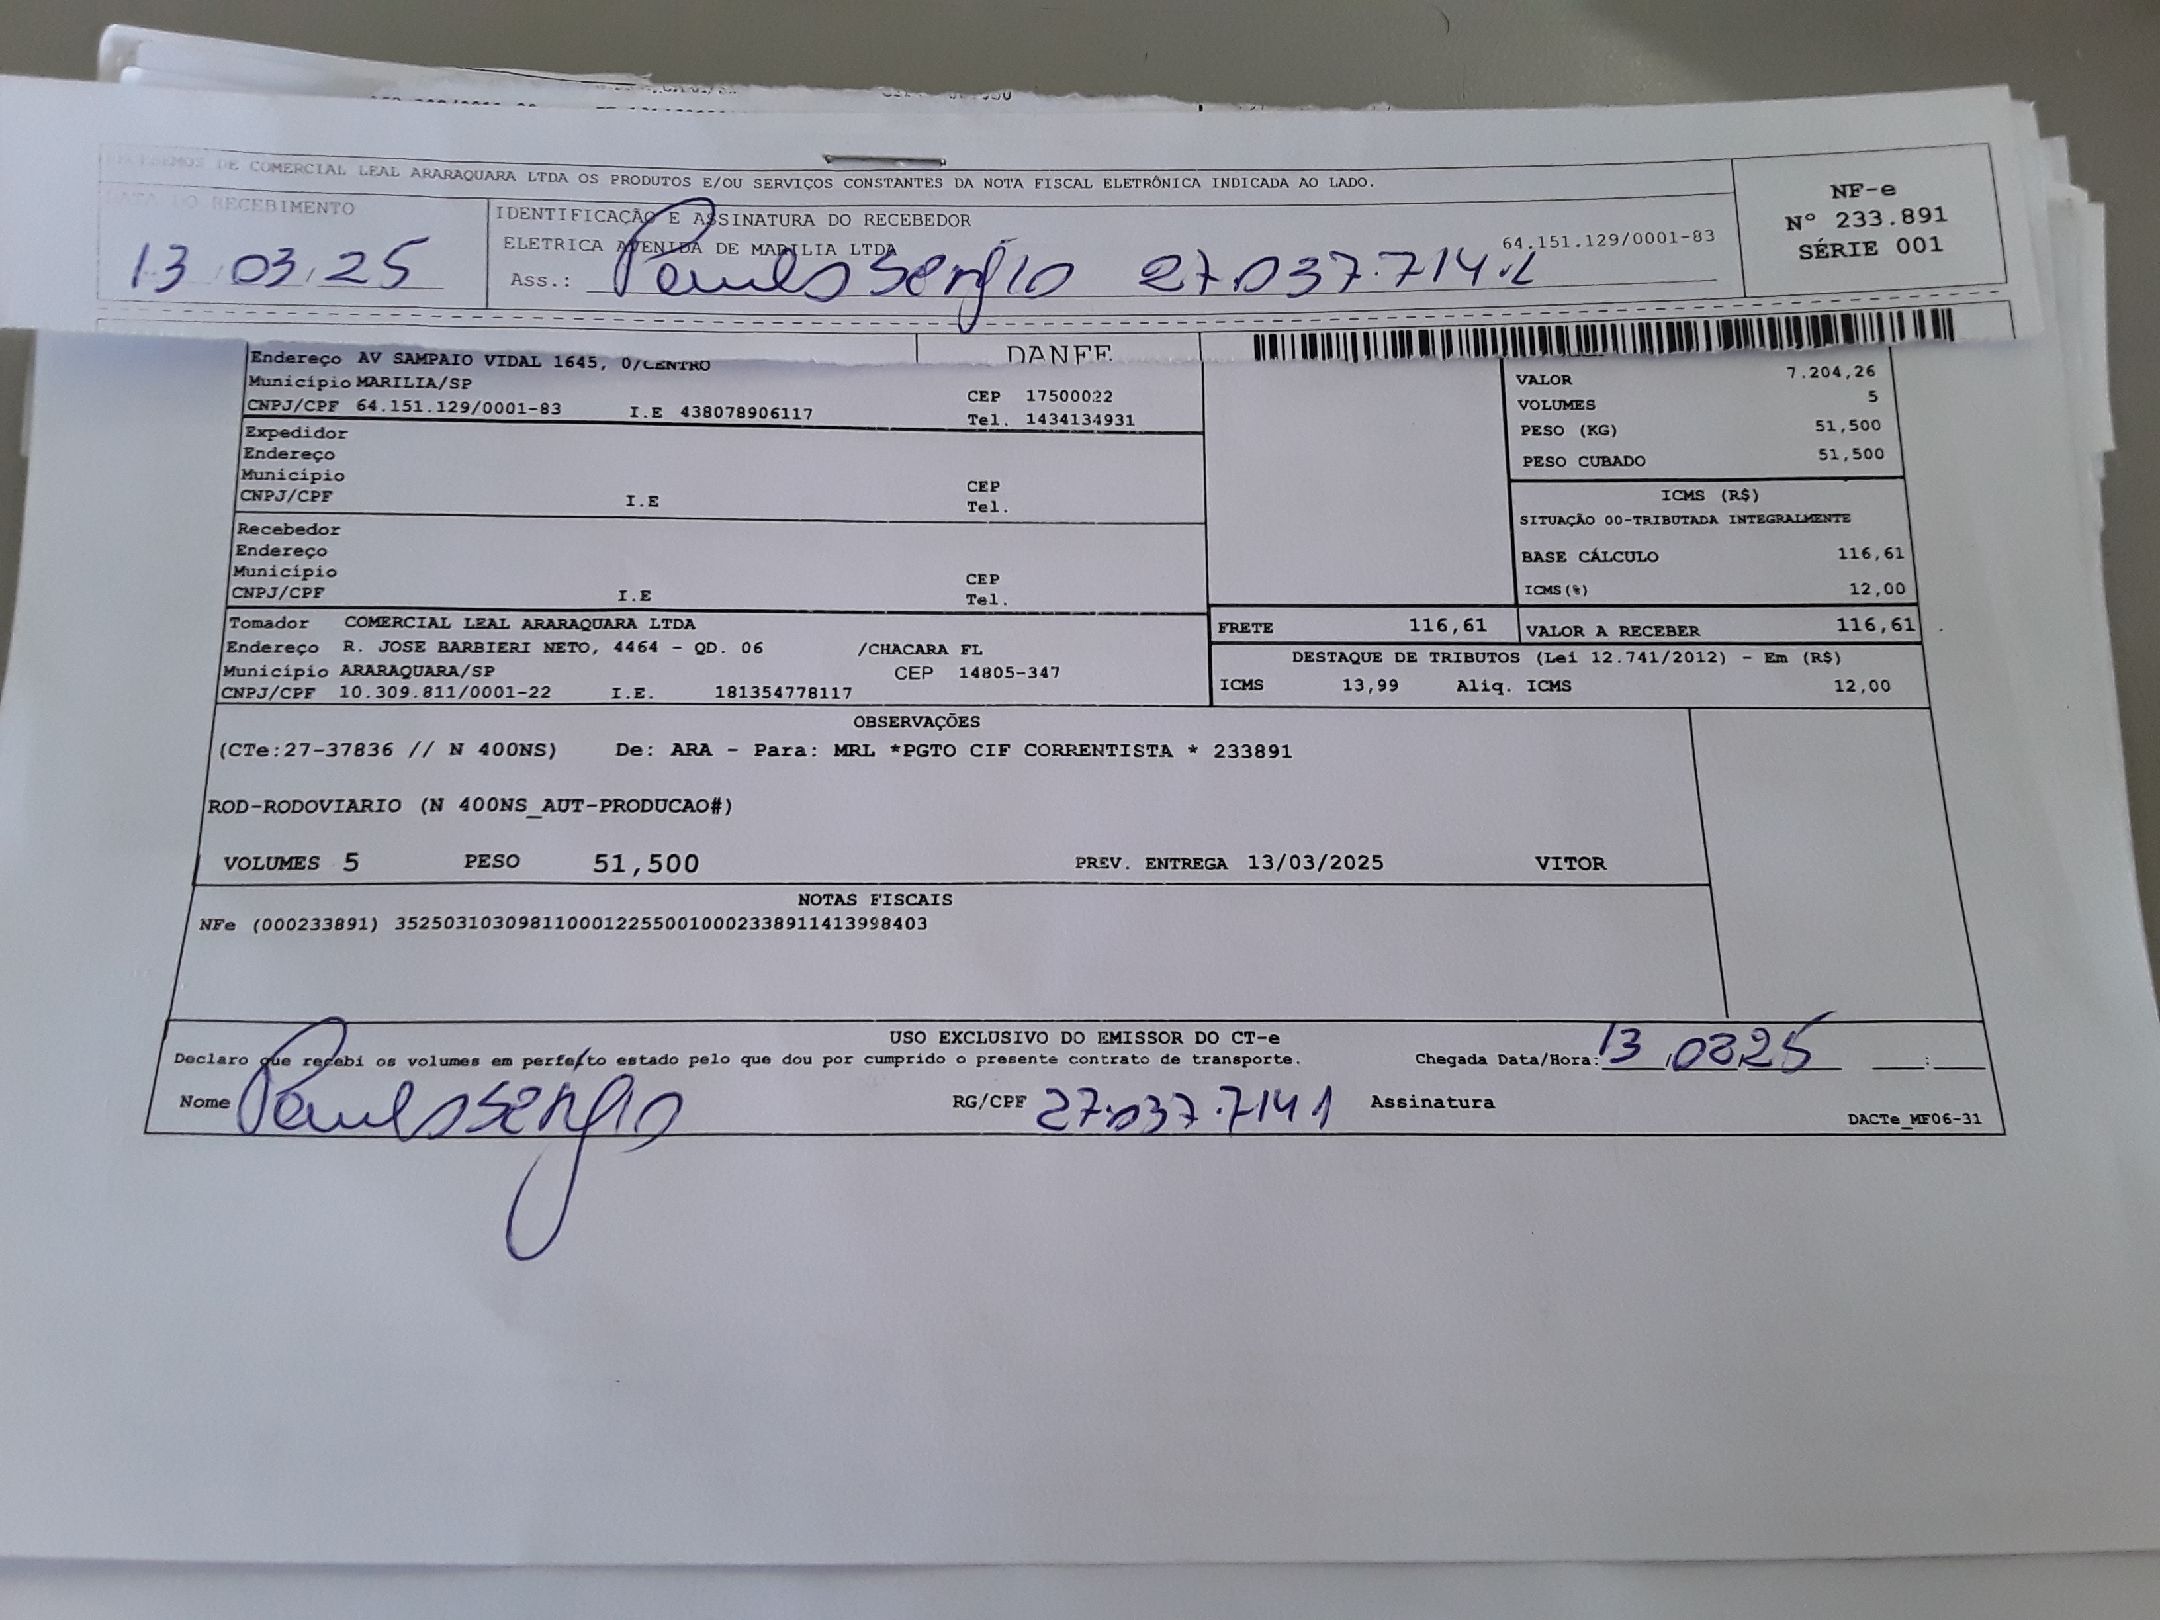 RECEBEMOS DE COMERCIAL LEAL ARARAQUARA LTDA OS PRODUTOS E/OU SERVIÇOS CONSTANTES DA NOTA FISCAL ELETRÔNICA INDICADA AO LADO.
NF-e
Nº 233.891
SÉRIE 001
DATA DO RECEBIMENTO
13 03 25
IDENTIFICAÇÃO E ASSINATURA DO RECEBEDOR
ELETRICA AVENIDA DE MARILIA LTDA 64.151.129/0001-83
Ass.: Paulo Sergio 27.037.714.1
DANFE
Endereço AV SAMPAIO VIDAL 1645, 0/CENTRO
Município MARILIA/SP CEP 17500022
CNPJ/CPF 64.151.129/0001-83 I.E 438078906117 Tel. 1434134931
Expedidor
Endereço
Município CEP
CNPJ/CPF I.E Tel.
Recebedor
Endereço
Município CEP
CNPJ/CPF I.E Tel.
Tomador COMERCIAL LEAL ARARAQUARA LTDA
Endereço R. JOSE BARBIERI NETO, 4464 - QD. 06 /CHACARA FL
Município ARARAQUARA/SP CEP 14805-347
CNPJ/CPF 10.309.811/0001-22 I.E. 181354778117
VALOR 7.204,26
VOLUMES 5
PESO (KG) 51,500
PESO CUBADO 51,500
ICMS (R$)
SITUAÇÃO 00-TRIBUTADA INTEGRALMENTE
BASE CÁLCULO 116,61
ICMS(%) 12,00
FRETE 116,61 VALOR A RECEBER 116,61
DESTAQUE DE TRIBUTOS (Lei 12.741/2012) - Em (R$)
ICMS 13,99 Aliq. ICMS 12,00
OBSERVAÇÕES
(CTe:27-37836 // N 400NS) De: ARA - Para: MRL *PGTO CIF CORRENTISTA * 233891
ROD-RODOVIARIO (N 400NS_AUT-PRODUCAO#)
VOLUMES 5 PESO 51,500 PREV. ENTREGA 13/03/2025 VITOR
NOTAS FISCAIS
NFe (000233891) 35250310309811000122550010002338911413998403
USO EXCLUSIVO DO EMISSOR DO CT-e
Declaro que recebi os volumes em perfeito estado pelo que dou por cumprido o presente contrato de transporte. Chegada Data/Hora: 13 03 25 :
Nome Paulo Sergio RG/CPF 27.037.714 1 Assinatura
DACTe_MF06-31